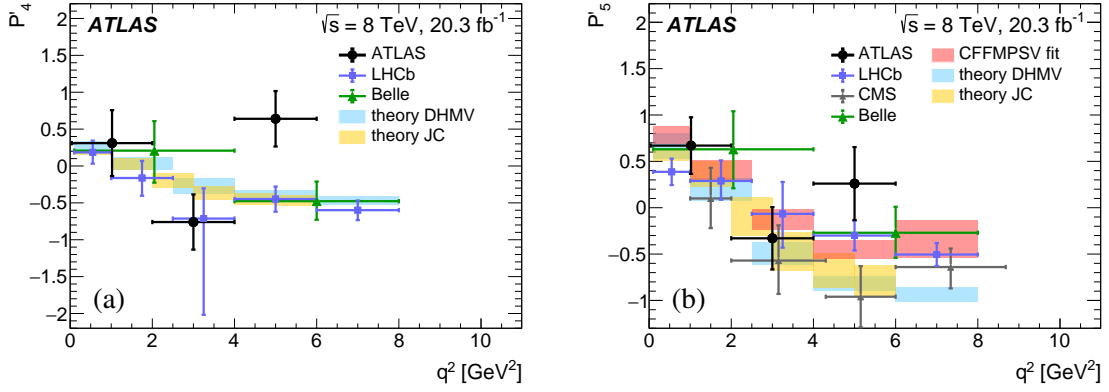 P'4
ATLAS
√s = 8 TeV, 20.3 fb-1
ATLAS
LHCb
Belle
theory DHMV
theory JC
2
1.5
1
0.5
0
−0.5
−1
−1.5
−2
(a)
0 2 4 6 8 10
q2 [GeV2]
P'5
ATLAS
√s = 8 TeV, 20.3 fb-1
ATLAS CFFMPSV fit
LHCb theory DHMV
CMS theory JC
Belle
2
1.5
1
0.5
0
−0.5
−1
(b)
0 2 4 6 8 10
q2 [GeV2]